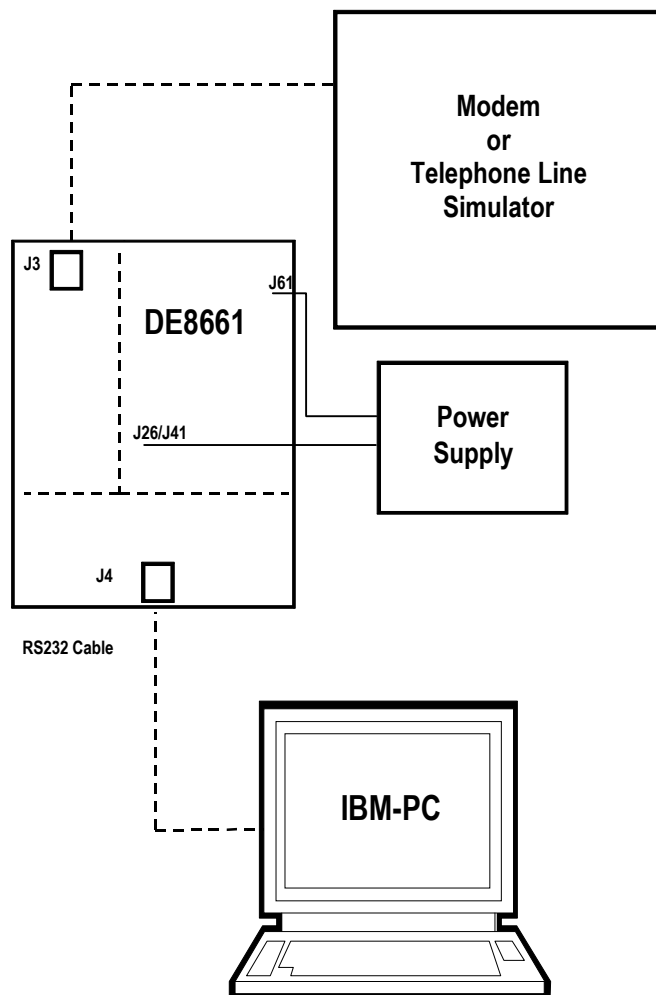 Modem
or
Telephone Line
Simulator
J3
J61
DE8661
J26/J41
Power
Supply
J4
RS232 Cable
IBM-PC